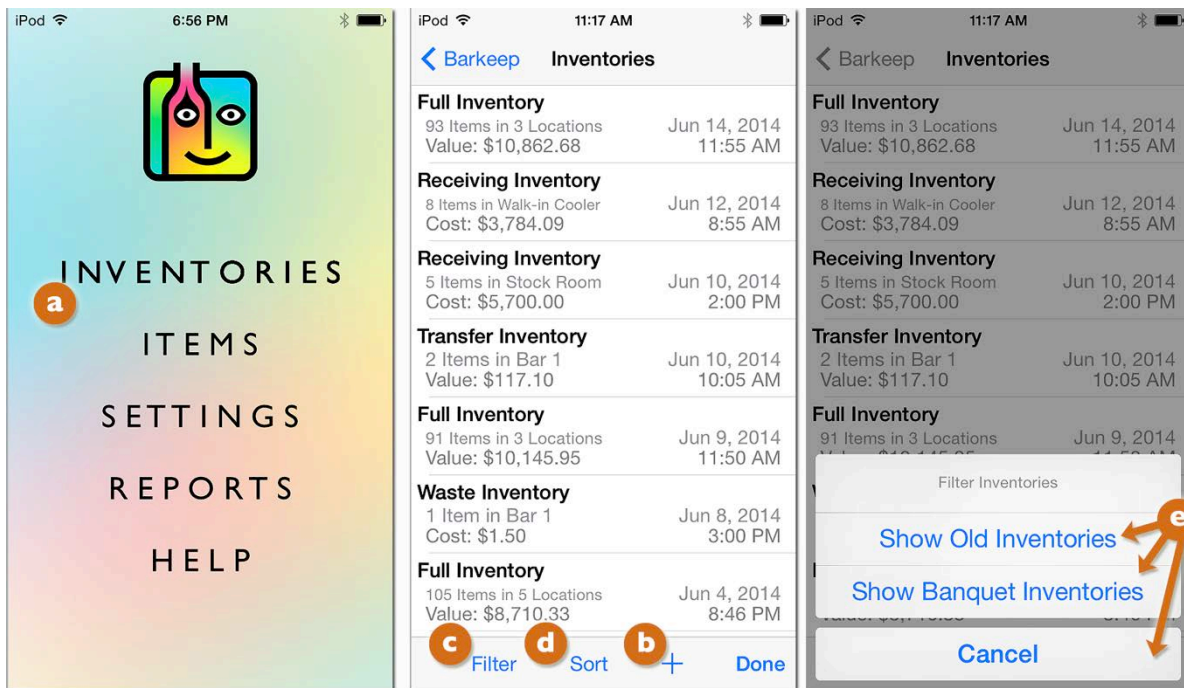 iPod 6:56 PM
INVENTORIES
a
ITEMS
SETTINGS
REPORTS
HELP
iPod 11:17 AM
Barkeep Inventories
Full Inventory
93 Items in 3 Locations Jun 14, 2014
Value: $10,862.68 11:55 AM
Receiving Inventory
8 Items in Walk-in Cooler Jun 12, 2014
Cost: $3,784.09 8:55 AM
Receiving Inventory
5 Items in Stock Room Jun 10, 2014
Cost: $5,700.00 2:00 PM
Transfer Inventory
2 Items in Bar 1 Jun 10, 2014
Value: $117.10 10:05 AM
Full Inventory
91 Items in 3 Locations Jun 9, 2014
Value: $10,145.95 11:50 AM
Waste Inventory
1 Item in Bar 1 Jun 8, 2014
Cost: $1.50 3:00 PM
Full Inventory
105 Items in 5 Locations Jun 4, 2014
Value: $8,710.33 8:46 PM
c d b
Filter Sort + Done
iPod 11:17 AM
Barkeep Inventories
Full Inventory
93 Items in 3 Locations Jun 14, 2014
Value: $10,862.68 11:55 AM
Receiving Inventory
8 Items in Walk-in Cooler Jun 12, 2014
Cost: $3,784.09 8:55 AM
Receiving Inventory
5 Items in Stock Room Jun 10, 2014
Cost: $5,700.00 2:00 PM
Transfer Inventory
2 Items in Bar 1 Jun 10, 2014
Value: $117.10 10:05 AM
Full Inventory
91 Items in 3 Locations Jun 9, 2014
Filter Inventories
e
Show Old Inventories
Show Banquet Inventories
Cancel